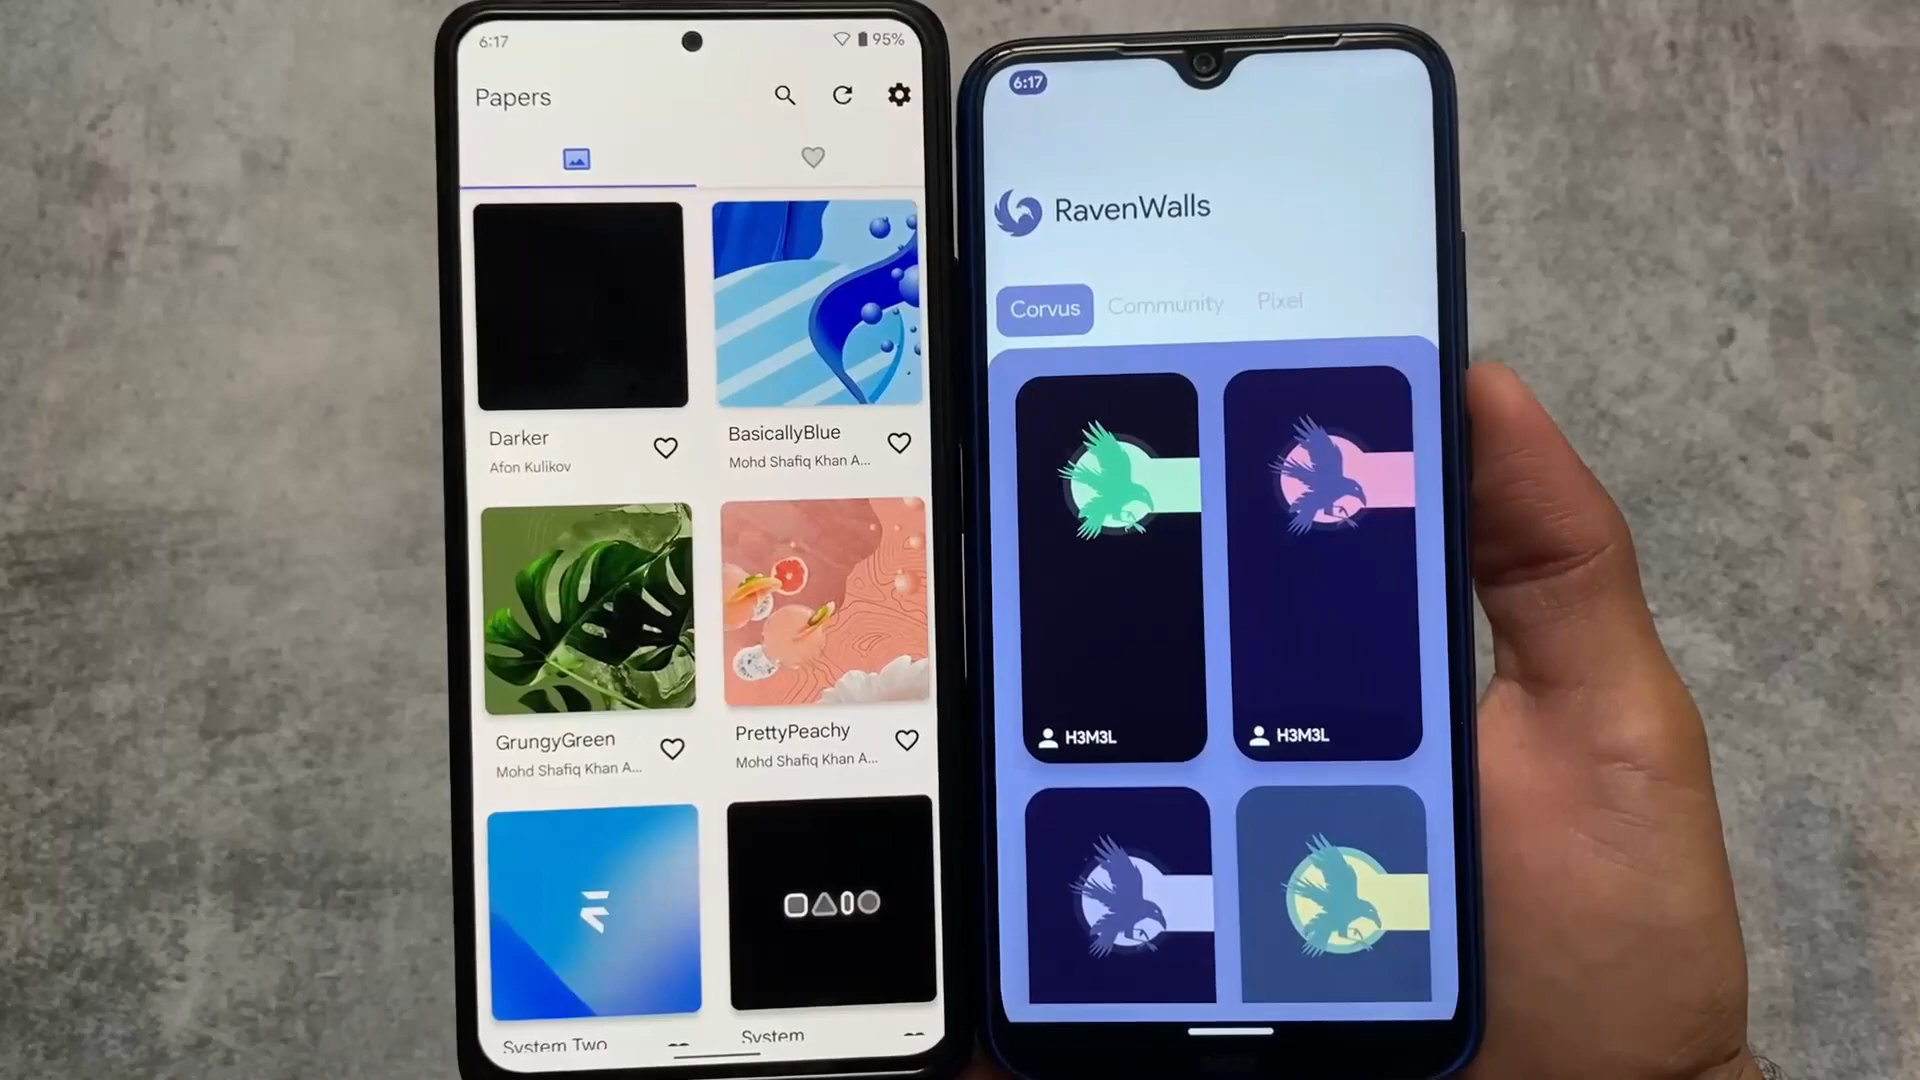 6:17
95%
Papers
Darker
Afon Kulikov
BasicallyBlue
Mohd Shafiq Khan A...
GrungyGreen
Mohd Shafiq Khan A...
PrettyPeachy
Mohd Shafiq Khan A...
System Two
System
6:17
RavenWalls
Corvus
Community
Pixel
H3M3L
H3M3L